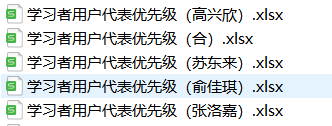 学习者用户代表优先级（高兴欣）.xlsx
学习者用户代表优先级（合）.xlsx
学习者用户代表优先级（苏东来）.xlsx
学习者用户代表优先级（俞佳琪）.xlsx
学习者用户代表优先级（张洛嘉）.xlsx